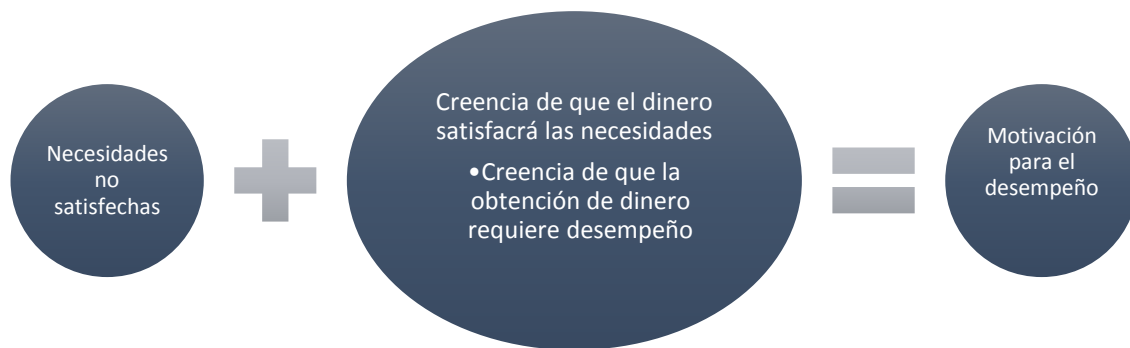 Necesidades
no
satisfechas
Creencia de que el dinero
satisfacrá las necesidades
•Creencia de que la
obtención de dinero
requiere desempeño
Motivación
para el
desempeño